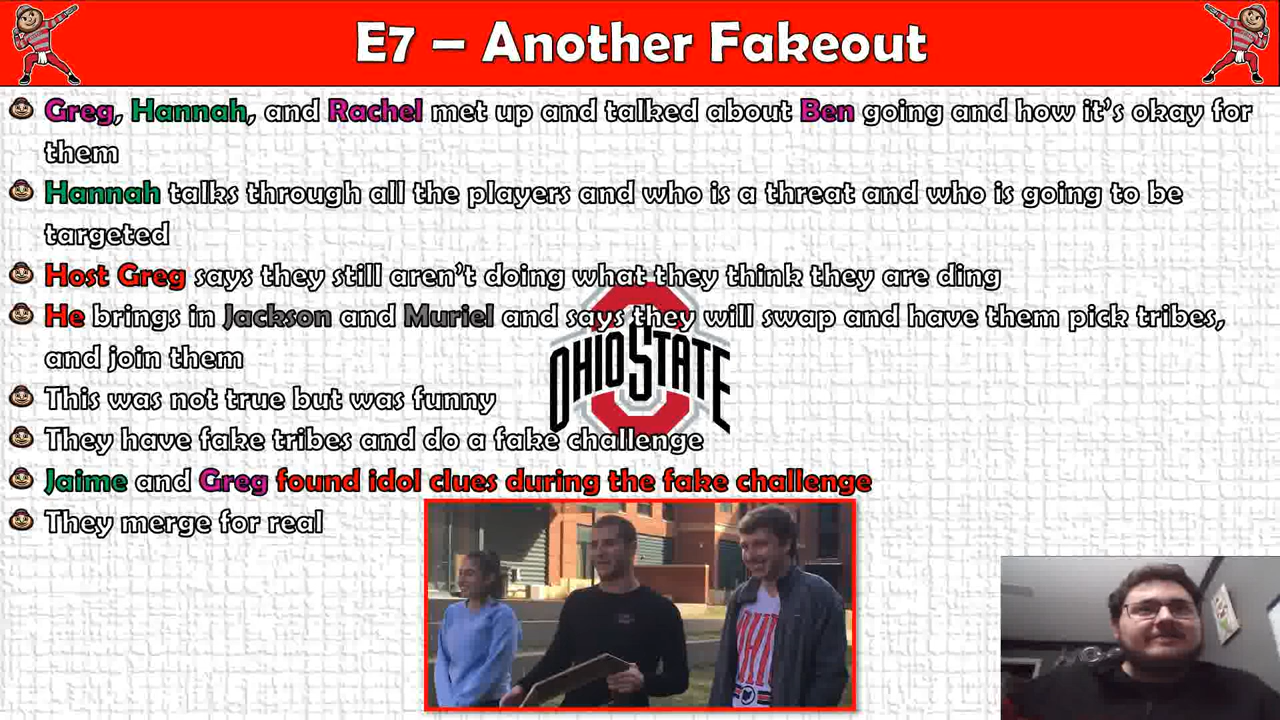 E7 – Another Fakeout
Greg, Hannah, and Rachel met up and talked about Ben going and how it's okay for
them
Hannah talks through all the players and who is a threat and who is going to be
targeted
Host Greg says they still aren't doing what they think they are ding
He brings in Jackson and Muriel and says they will swap and have them pick tribes,
and join them
This was not true but was funny
OHIO STATE
They have fake tribes and do a fake challenge
Jaime and Greg found idol clues during the fake challenge
They merge for real